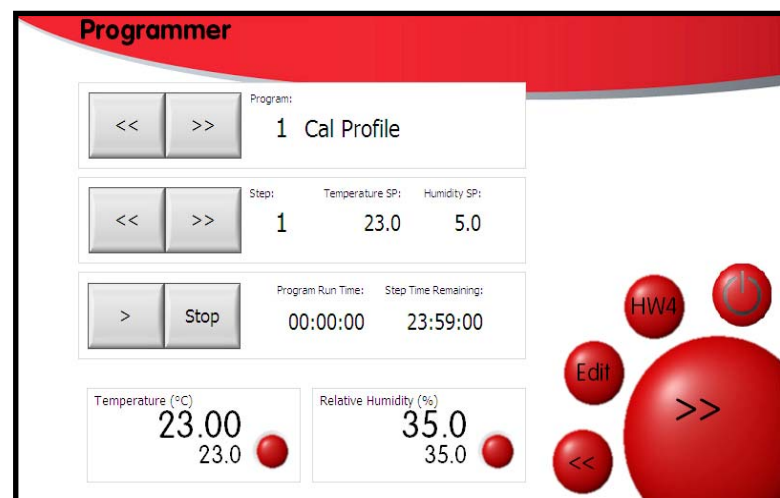 Programmer
Program:
<< >> 1 Cal Profile
Step: Temperature SP: Humidity SP:
<< >> 1 23.0 5.0
Program Run Time: Step Time Remaining:
> Stop 00:00:00 23:59:00
HW4
Edit
>>
<<
Temperature (°C) Relative Humidity (%)
23.00 35.0
23.0 35.0